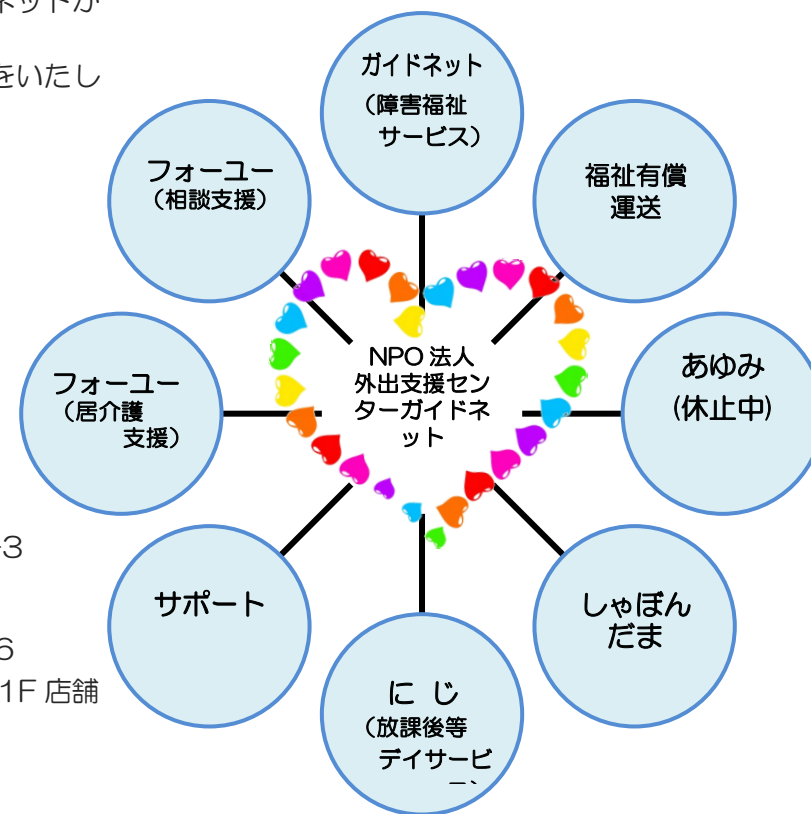 ネットが
をいたし
ガイドネット
（障害福祉
サービス）
フォーユー
（相談支援）
福祉有償
運送
フォーユー
（居介護
支援）
NPO 法人
外出支援セン
ターガイドネ
ット
あゆみ
(休止中)
サポート
しゃぼん
だま
に じ
（放課後等
デイサービ
3
6
1F 店舗